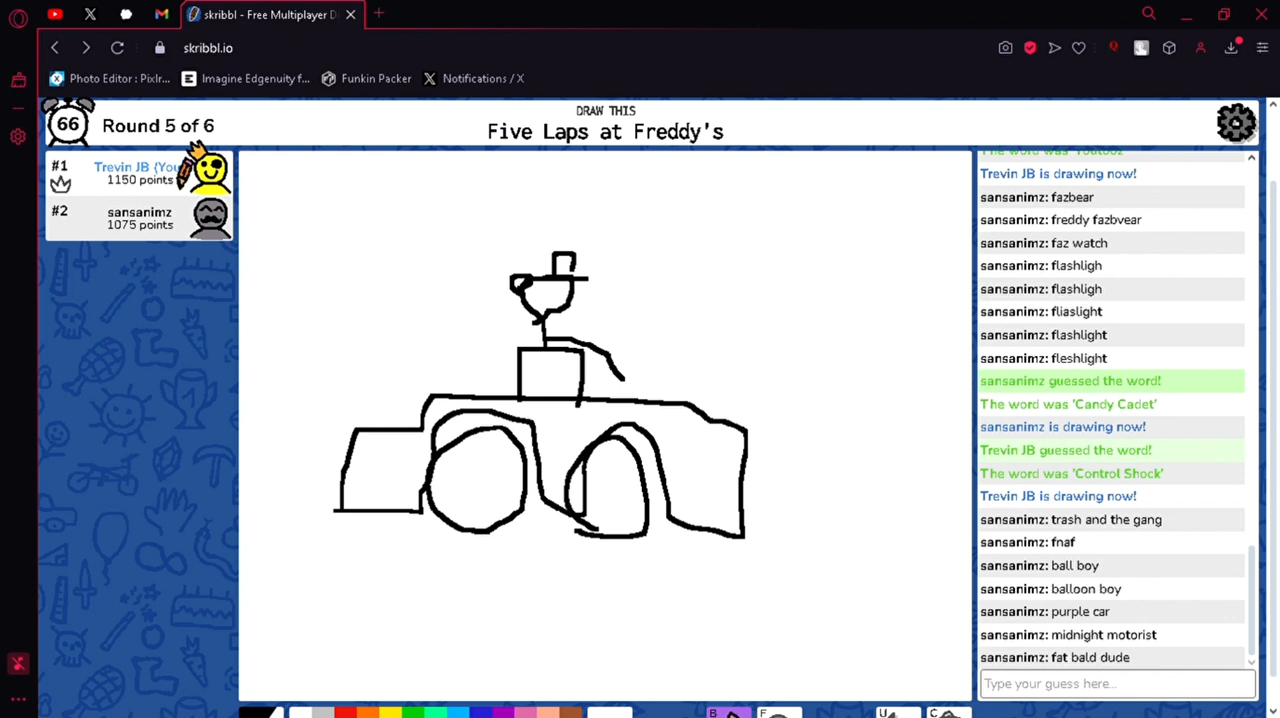 skribbl - Free Multiplayer D
skribbl.io
Photo Editor : Pixlr...
Imagine Edgenuity f...
Funkin Packer
Notifications / X
66
Round 5 of 6
DRAW THIS
Five Laps at Freddy's
#1
Trevin JB (You
1150 points
#2
sansanimz
1075 points
The word was 'Youtooz'
Trevin JB is drawing now!
sansanimz: fazbear
sansanimz: freddy fazbvear
sansanimz: faz watch
sansanimz: flashligh
sansanimz: flashligh
sansanimz: fliaslight
sansanimz: flashlight
sansanimz: fleshlight
sansanimz guessed the word!
The word was 'Candy Cadet'
sansanimz is drawing now!
Trevin JB guessed the word!
The word was 'Control Shock'
Trevin JB is drawing now!
sansanimz: trash and the gang
sansanimz: fnaf
sansanimz: ball boy
sansanimz: balloon boy
sansanimz: purple car
sansanimz: midnight motorist
sansanimz: fat bald dude
Type your guess here...
B
F
U
C